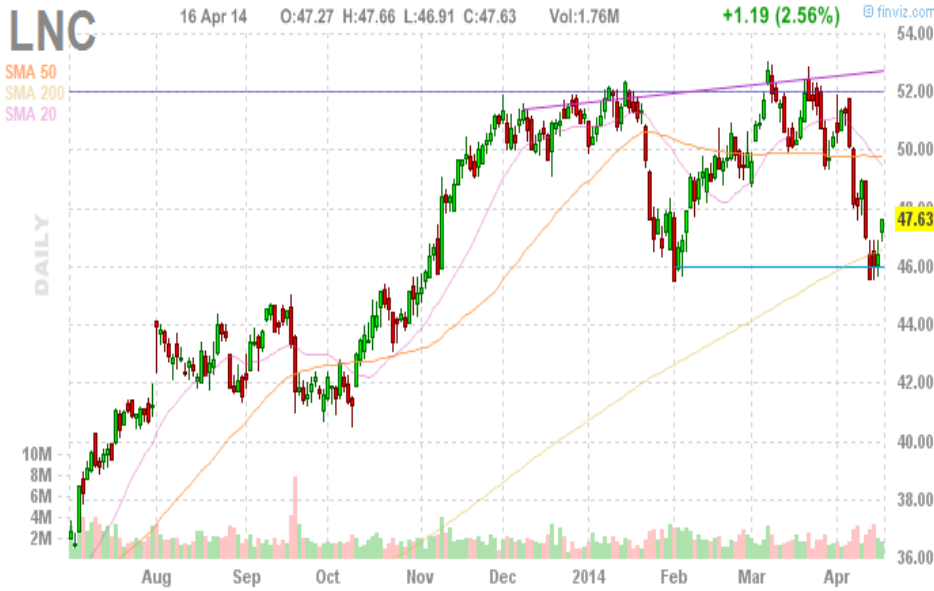 LNC
16 Apr 14 O:47.27 H:47.66 L:46.91 C:47.63 Vol:1.76M +1.19 (2.56%) © finviz.com
SMA 50
SMA 200
SMA 20
DAILY
54.00
52.00
50.00
48.00
47.63
46.00
44.00
42.00
40.00
38.00
36.00
10M
8M
6M
4M
2M
Aug Sep Oct Nov Dec 2014 Feb Mar Apr